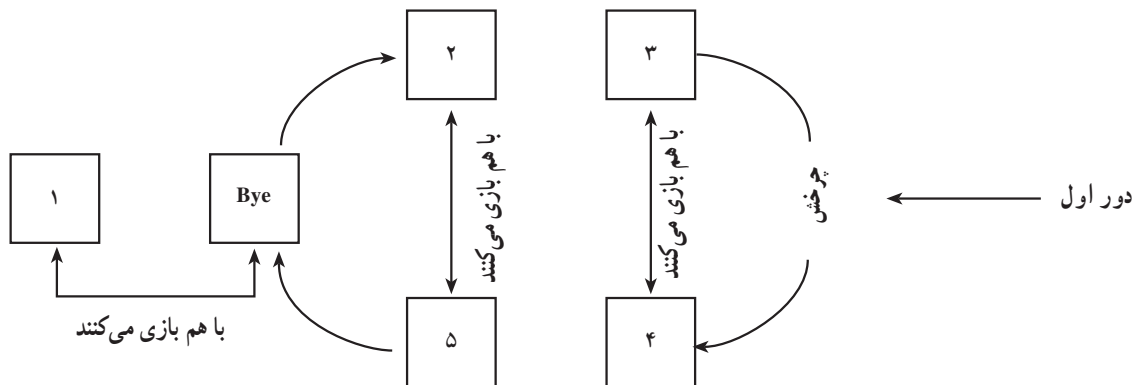 ۲
۳
۱
Bye
با هم بازی می‌کنند
با هم بازی می‌کنند
چرخش
دور اول
۵
۴
با هم بازی می‌کنند